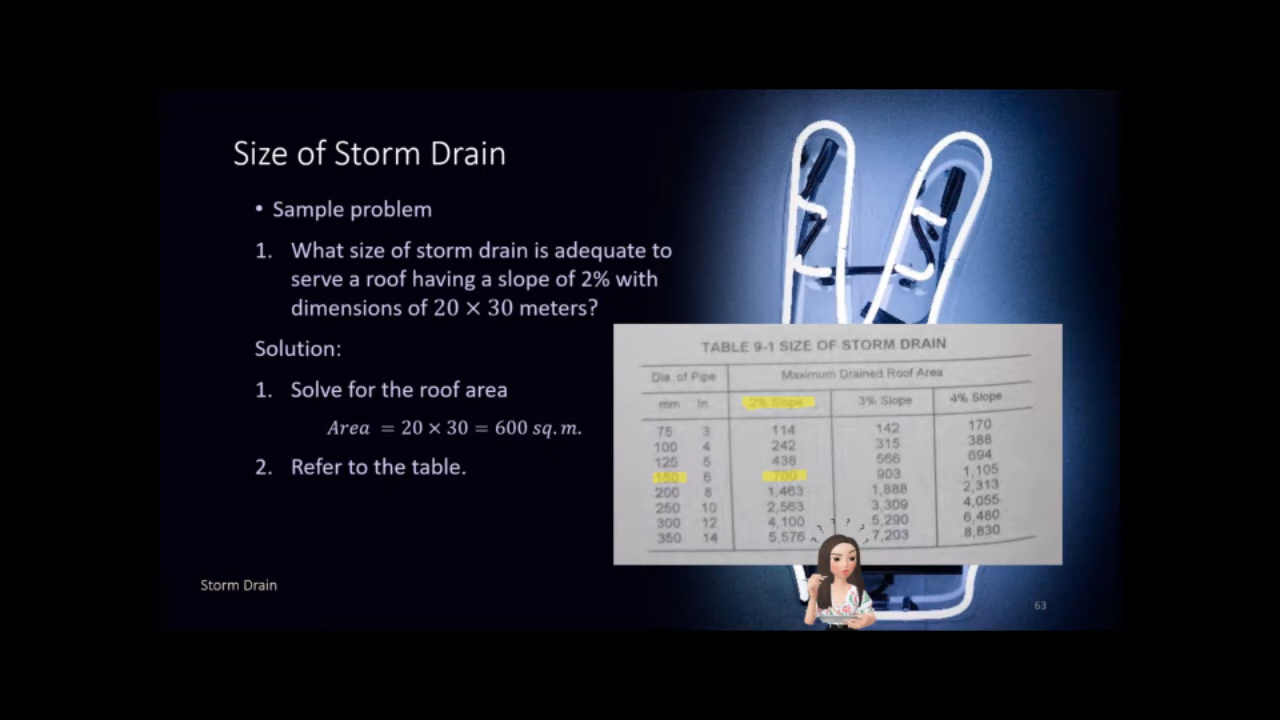 Size of Storm Drain
• Sample problem
1. What size of storm drain is adequate to
serve a roof having a slope of 2% with
dimensions of 20 × 30 meters?
Solution:
1. Solve for the roof area
Area = 20 × 30 = 600 sq.m.
2. Refer to the table.
TABLE 9-1 SIZE OF STORM DRAIN
Dia. of Pipe Maximum Drained Roof Area
mm In. 2% Slope 3% Slope 4% Slope
75 3 114 142 170
100 4 242 315 388
125 5 438 566 694
150 6 700 903 1,105
200 8 1,463 1,888 2,313
250 10 2,563 3,309 4,055
300 12 4,100 5,290 6,480
350 14 5,576 7,203 8,830
Storm Drain
63